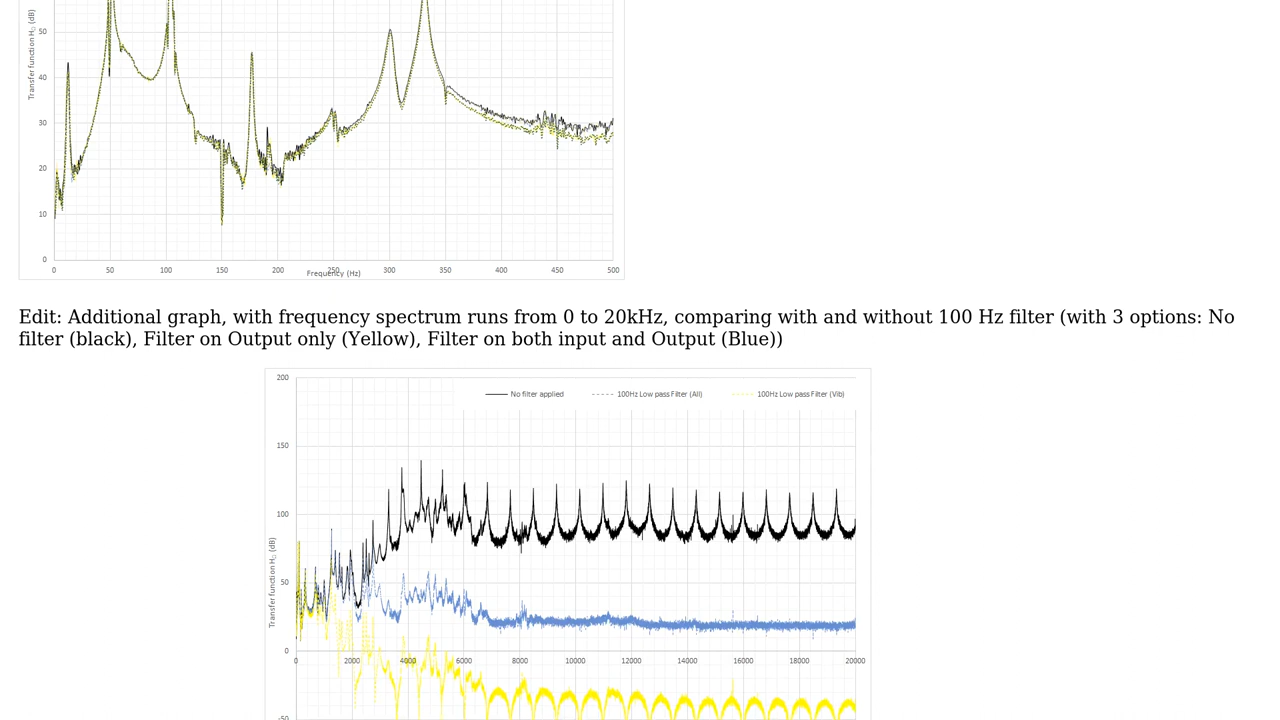 Transfer function H₍₎ (dB)
50
40
30
20
10
0
0 50 100 150 200 250 300 350 400 450 500
Frequency (Hz)
Edit: Additional graph, with frequency spectrum runs from 0 to 20kHz, comparing with and without 100 Hz filter (with 3 options: No
filter (black), Filter on Output only (Yellow), Filter on both input and Output (Blue))
No filter applied 100Hz Low pass Filter (All) 100Hz Low pass Filter (Vib)
Transfer function H (dB)
200
150
100
50
0
-50
0 2000 4000 6000 8000 10000 12000 14000 16000 18000 20000